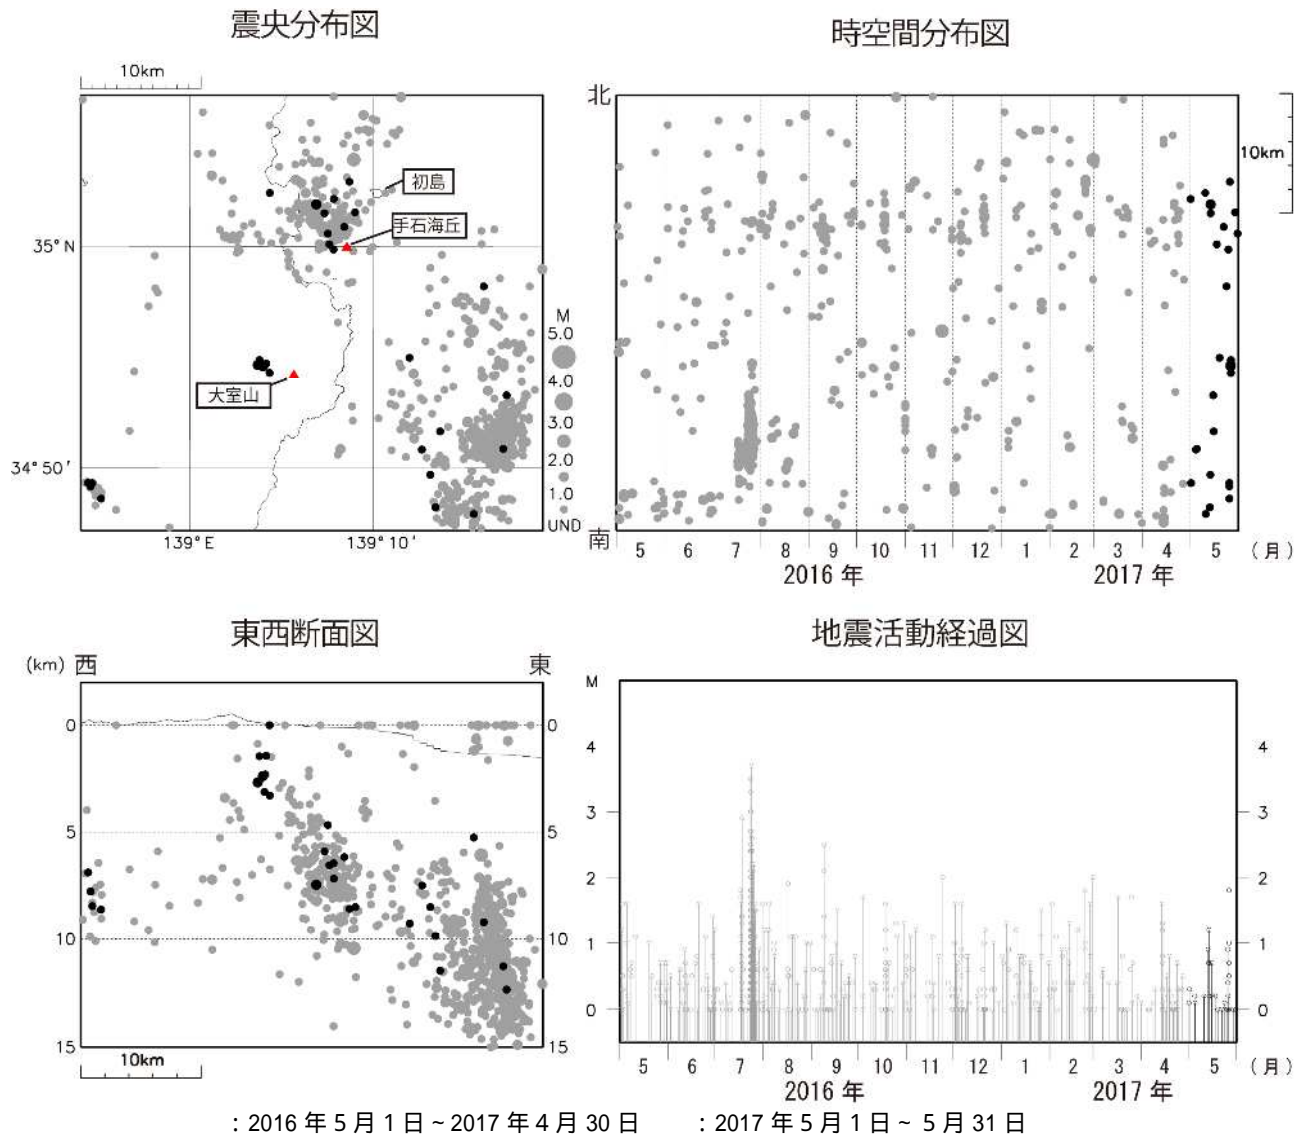 震央分布図
時空間分布図
10km
北
初島
手石海丘
35°N
大室山
34°50′
139°E
139°10′
M
5.0
4.0
3.0
2.0
1.0
UND
10km
南
5 6 7 8 9 10 11 12 1 2 3 4 5 (月)
2016 年 2017 年
東西断面図
地震活動経過図
(km) 西 東
0 0
5 5
10 10
15 15
10km
M
4 4
3 3
2 2
1 1
0 0
5 6 7 8 9 10 11 12 1 2 3 4 5 (月)
2016 年 2017 年
:2016 年 5 月 1 日 ~ 2017 年 4 月 30 日 :2017 年 5 月 1 日 ~ 5 月 31 日